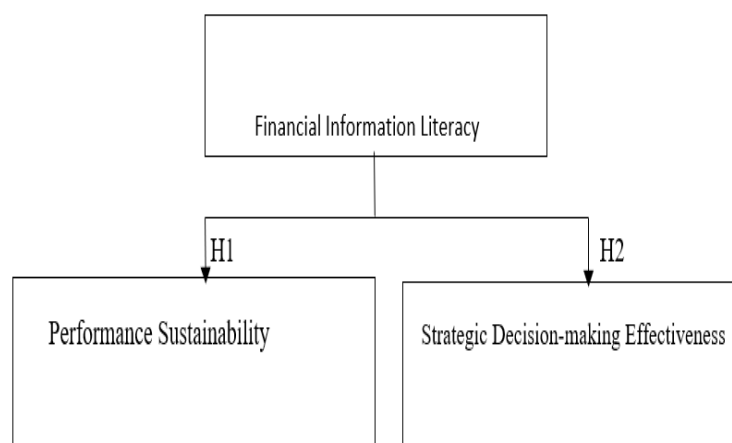 Financial Information Literacy
H1
H2
Performance Sustainability
Strategic Decision-making Effectiveness